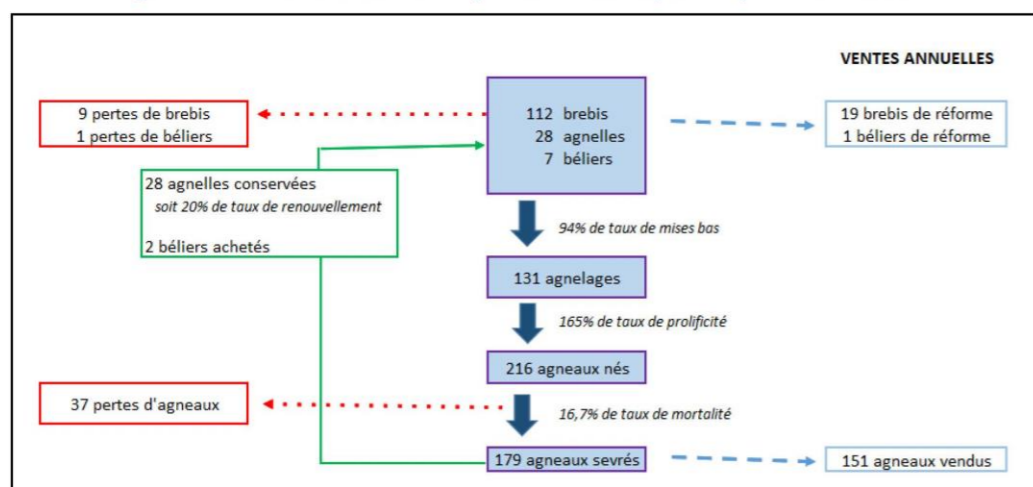 VENTES ANNUELLES
9 pertes de brebis
1 pertes de béliers
112 brebis
28 agnelles
7 béliers
19 brebis de réforme
1 béliers de réforme
28 agnelles conservées
soit 20% de taux de renouvellement
2 béliers achetés
94% de taux de mises bas
131 agnelages
165% de taux de prolificité
216 agneaux nés
37 pertes d'agneaux
16,7% de taux de mortalité
179 agneaux sevrés
151 agneaux vendus